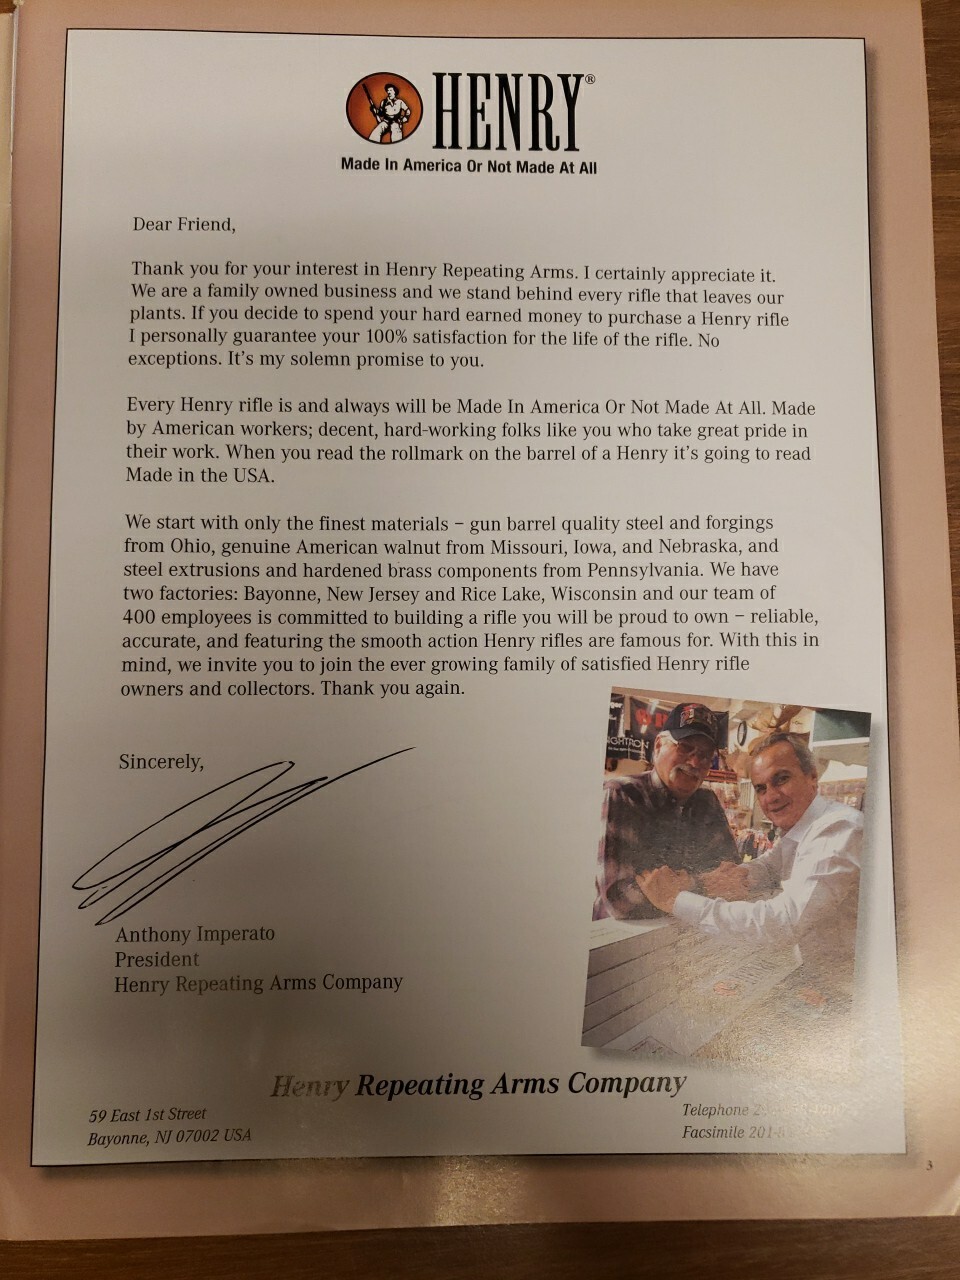 HENRY®
Made In America Or Not Made At All
Dear Friend,
Thank you for your interest in Henry Repeating Arms. I certainly appreciate it.
We are a family owned business and we stand behind every rifle that leaves our
plants. If you decide to spend your hard earned money to purchase a Henry rifle
I personally guarantee your 100% satisfaction for the life of the rifle. No
exceptions. It's my solemn promise to you.
Every Henry rifle is and always will be Made In America Or Not Made At All. Made
by American workers; decent, hard-working folks like you who take great pride in
their work. When you read the rollmark on the barrel of a Henry it's going to read
Made in the USA.
We start with only the finest materials – gun barrel quality steel and forgings
from Ohio, genuine American walnut from Missouri, Iowa, and Nebraska, and
steel extrusions and hardened brass components from Pennsylvania. We have
two factories: Bayonne, New Jersey and Rice Lake, Wisconsin and our team of
400 employees is committed to building a rifle you will be proud to own – reliable,
accurate, and featuring the smooth action Henry rifles are famous for. With this in
mind, we invite you to join the ever growing family of satisfied Henry rifle
owners and collectors. Thank you again.
Sincerely,
Anthony Imperato
President
Henry Repeating Arms Company
Henry Repeating Arms Company
59 East 1st Street
Bayonne, NJ 07002 USA
Telephone
Facsimile
3